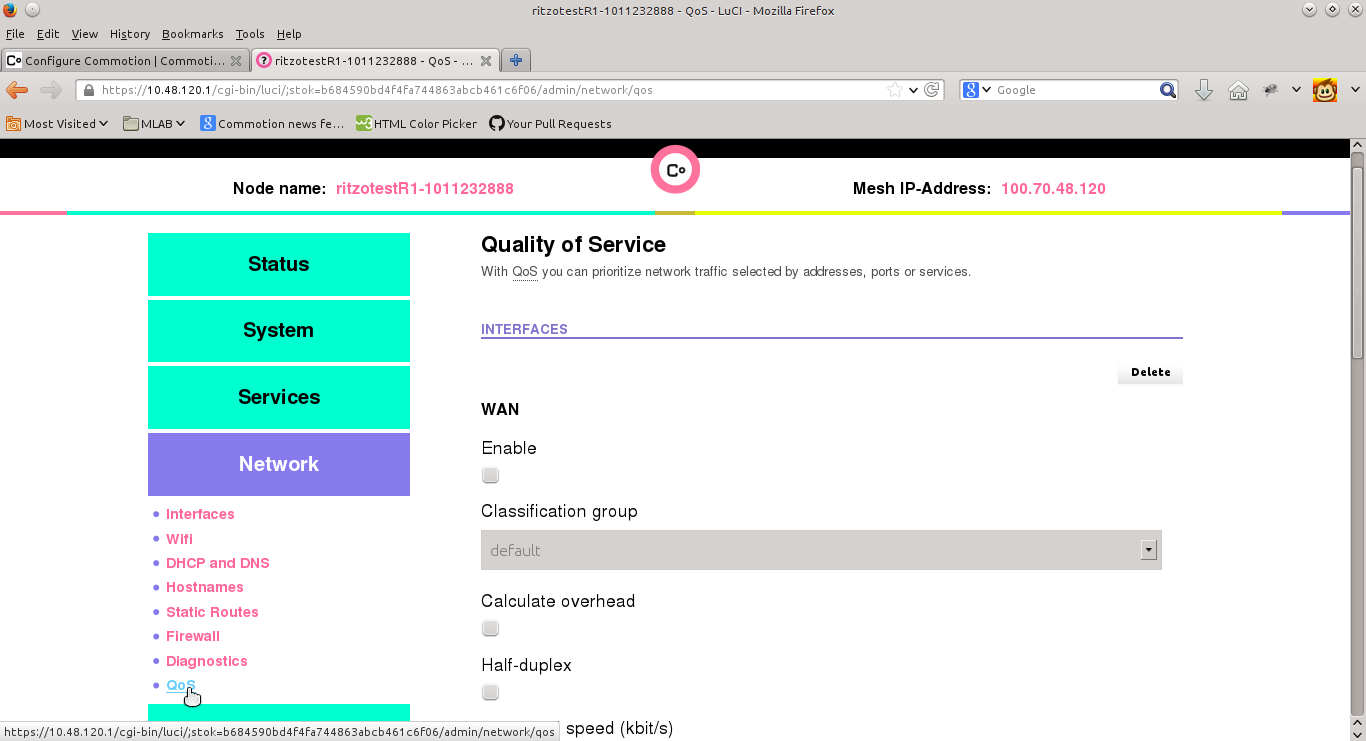 ritzotestR1-1011232888 - QoS - LuCI - Mozilla Firefox
File Edit View History Bookmarks Tools Help
Configure Commotion | Commoti... ritzotestR1-1011232888 - QoS - ...
https://10.48.120.1/cgi-bin/luci/;stok=b684590bd4f4fa744863abcb461c6f06/admin/network/qos Google
Most Visited MLAB Commotion news fe... HTML Color Picker Your Pull Requests
Node name: ritzotestR1-1011232888 Mesh IP-Address: 100.70.48.120
Status
System
Services
Network
Interfaces
Wifi
DHCP and DNS
Hostnames
Static Routes
Firewall
Diagnostics
QoS
Quality of Service
With QoS you can prioritize network traffic selected by addresses, ports or services.
INTERFACES
Delete
WAN
Enable
Classification group
default
Calculate overhead
Half-duplex
speed (kbit/s)
https://10.48.120.1/cgi-bin/luci/;stok=b684590bd4f4fa744863abcb461c6f06/admin/network/qos